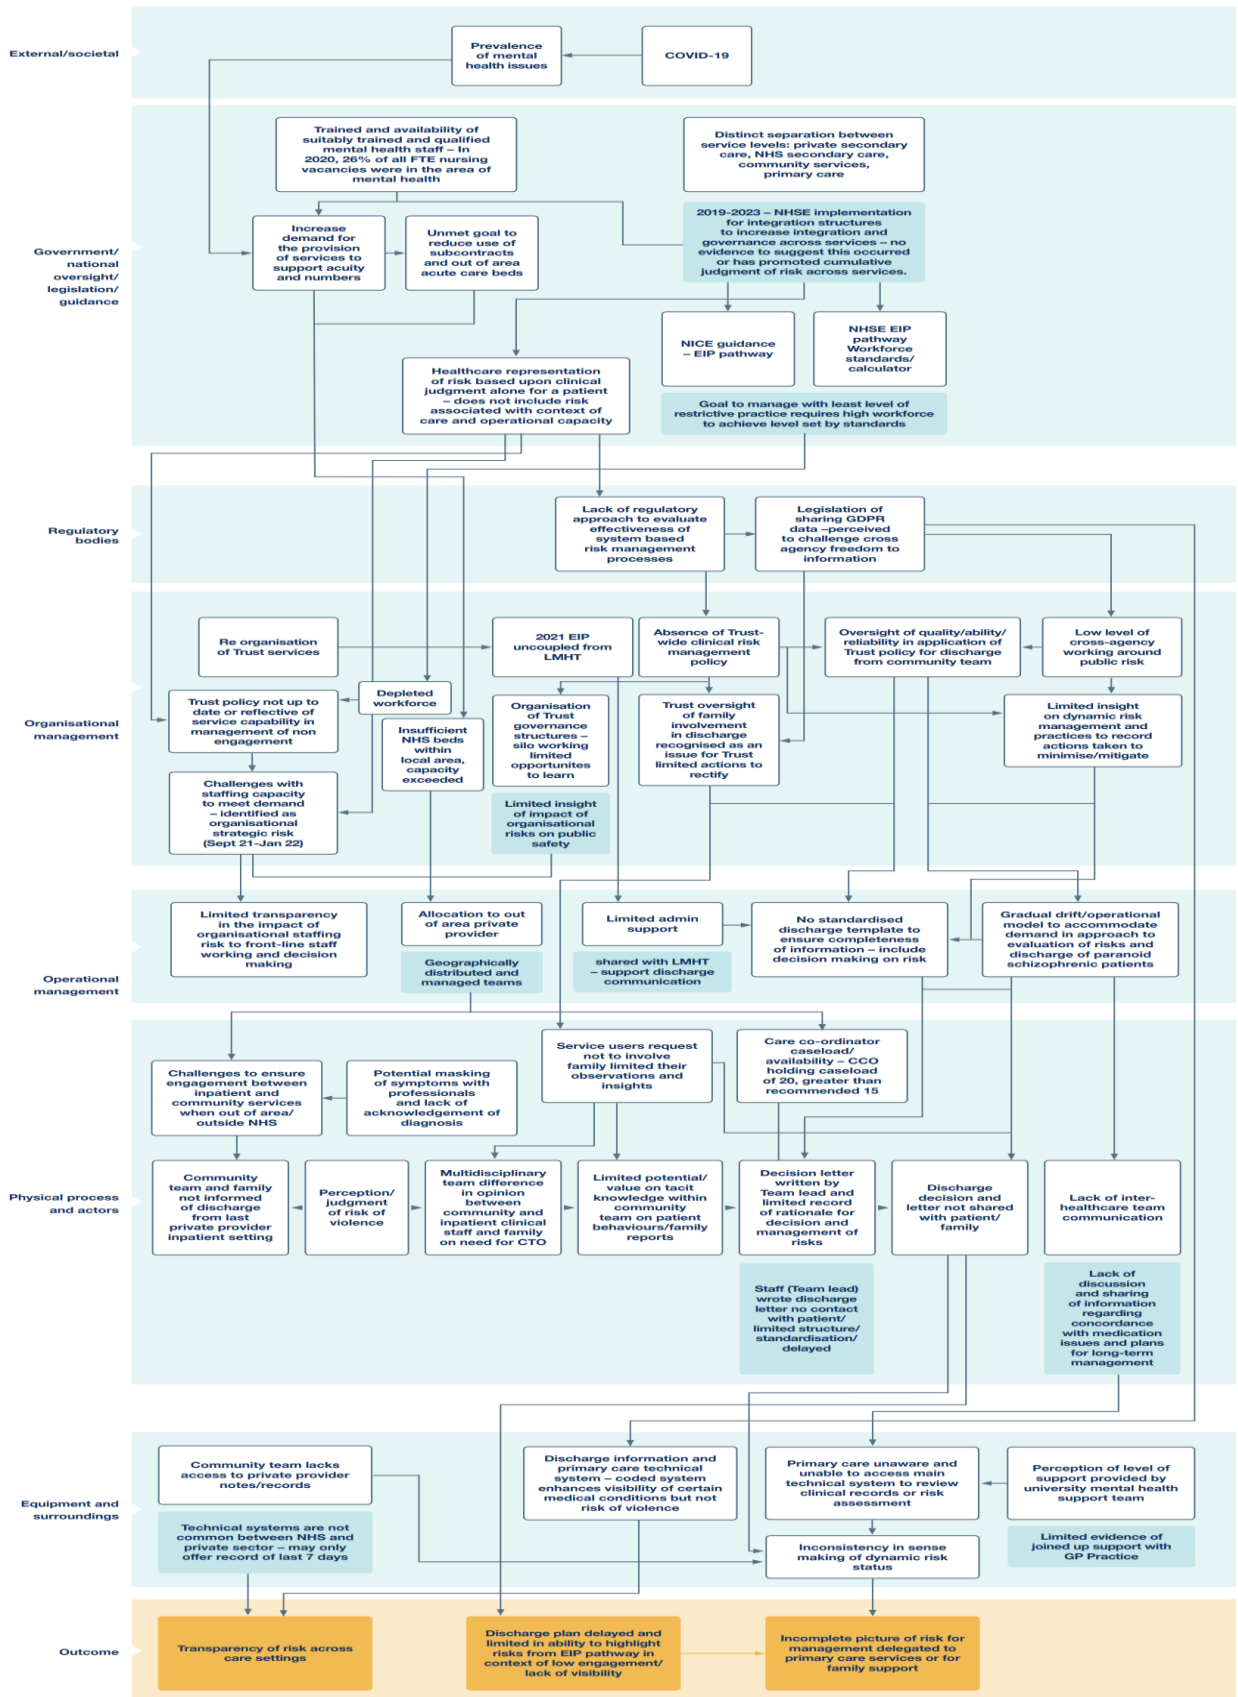 External/societal
Prevalence
of mental
health issues
COVID-19
Government/
national
oversight/
legislation/
guidance
Trained and availability of
suitably trained and qualified
mental health staff – In
2020, 26% of all FTE nursing
vacancies were in the area of
mental health
Distinct separation between
service levels: private secondary
care, NHS secondary care,
community services,
primary care
Increase
demand for
the provision
of services to
support acuity
and numbers
Unmet goal to
reduce use of
subcontracts
and out of area
acute care beds
2019-2023 – NHSE implementation
for integration structures
to increase integration and
governance across services – no
evidence to suggest this occurred
or has promoted cumulative
judgment of risk across services.
NICE guidance
– EIP pathway
NHSE EIP
pathway
Workforce
standards/
calculator
Healthcare representation
of risk based upon clinical
judgment alone for a patient
– does not include risk
associated with context of
care and operational capacity
Goal to manage with least level of
restrictive practice requires high workforce
to achieve level set by standards
Regulatory
bodies
Lack of regulatory
approach to evaluate
effectiveness of
system based
risk management
processes
Legislation of
sharing GDPR
data –perceived
to challenge cross
agency freedom to
information
Organisational
management
Re organisation
of Trust services
2021 EIP
uncoupled from
LMHT
Absence of Trust-
wide clinical risk
management
policy
Oversight of quality/ability/
reliability in application of
Trust policy for discharge
from community team
Low level of
cross-agency
working around
public risk
Trust policy not up to
date or reflective of
service capability in
management of non
engagement
Depleted
workforce
Insufficient
NHS beds
within
local area,
capacity
exceeded
Organisation
of Trust
governance
structures –
silo working
limited
opportunites
to learn
Trust oversight
of family
involvement
in discharge
recognised as an
issue for Trust
limited actions to
rectify
Limited insight
on dynamic risk
management and
practices to record
actions taken to
minimise/mitigate
Challenges with
staffing capacity
to meet demand
– identified as
organisational
strategic risk
(Sept 21-Jan 22)
Limited insight
of impact of
organisational
risks on public
safety
Operational
management
Limited transparency
in the impact of
organisational staffing
risk to front-line staff
working and decision
making
Allocation to out
of area private
provider
Geographically
distributed and
managed teams
Limited admin
support
shared with LMHT
– support discharge
communication
No standardised
discharge template to
ensure completeness
of information – include
decision making on risk
Gradual drift/operational
model to accommodate
demand in approach to
evaluation of risks and
discharge of paranoid
schizophrenic patients
Physical process
and actors
Challenges to ensure
engagement between
inpatient and
community services
when out of area/
outside NHS
Potential masking
of symptoms with
professionals
and lack of
acknowledgement of
diagnosis
Service users request
not to involve
family limited their
observations and
insights
Care co-ordinator
caseload/
availability – CCO
holding caseload
of 20, greater than
recommended 15
Community
team and family
not informed
of discharge
from last
private provider
inpatient setting
Perception/
judgment
of risk of
violence
Multidisciplinary
team difference
in opinion
between
community and
inpatient clinical
staff and family
on need for CTO
Limited potential/
value on tacit
knowledge within
community
team on patient
behaviours/family
reports
Decision letter
written by
Team lead and
limited record
of rationale for
decision and
management of
risks
Discharge
decision and
letter not shared
with patient/
family
Lack of inter-
healthcare team
communication
Staff (Team lead)
wrote discharge
letter no contact
with patient/
limited structure/
standardisation/
delayed
Lack of
discussion
and sharing
of information
regarding
concordance
with medication
issues and plans
for long-term
management
Equipment and
surroundings
Community team lacks
access to private provider
notes/records
Technical systems are not
common between NHS and
private sector – may only
offer record of last 7 days
Discharge information and
primary care technical
system – coded system
enhances visibility of certain
medical conditions but not
risk of violence
Primary care unaware and
unable to access main
technical system to review
clinical records or risk
assessment
Perception of level of
support provided by
university mental health
support team
Limited evidence of
joined up support with
GP Practice
Inconsistency in sense
making of dynamic risk
status
Outcome
Transparency of risk across
care settings
Discharge plan delayed and
limited in ability to highlight
risks from EIP pathway in
context of low engagement/
lack of visibility
Incomplete picture of risk for
management delegated to
primary care services or for
family support